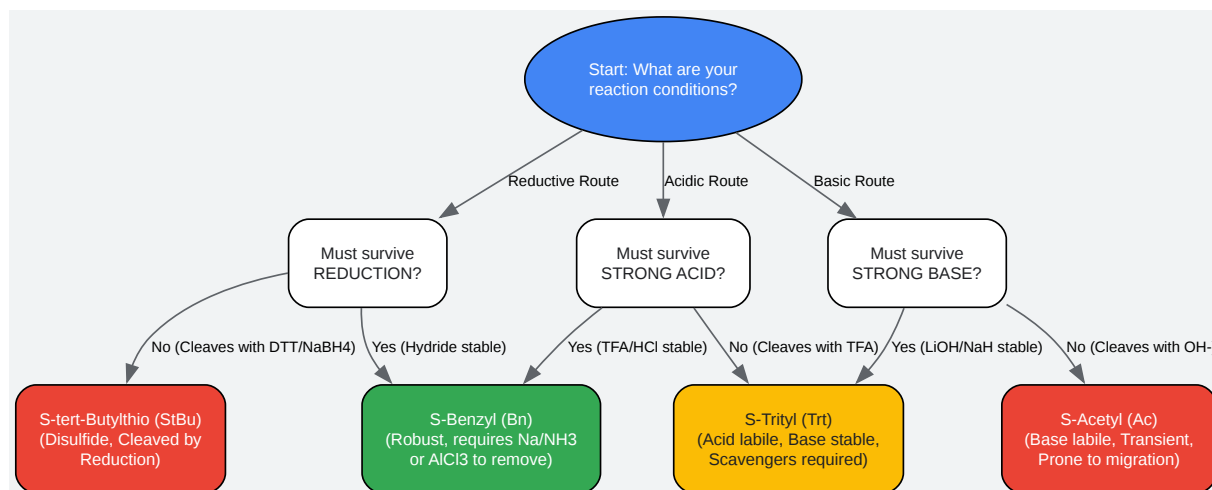 Start: What are your
reaction conditions?
Reductive Route
Acidic Route
Basic Route
Must survive
REDUCTION?
Must survive
STRONG ACID?
Must survive
STRONG BASE?
No (Cleaves with DTT/NaBH4)
Yes (Hydride stable)
Yes (TFA/HCl stable)
No (Cleaves with TFA)
Yes (LiOH/NaH stable)
No (Cleaves with OH-
S-tert-Butylthio (StBu)
(Disulfide, Cleaved by
Reduction)
S-Benzyl (Bn)
(Robust, requires Na/NH3
or AlCl3 to remove)
S-Trityl (Trt)
(Acid labile, Base stable,
Scavengers required)
S-Acetyl (Ac)
(Base labile, Transient,
Prone to migration)